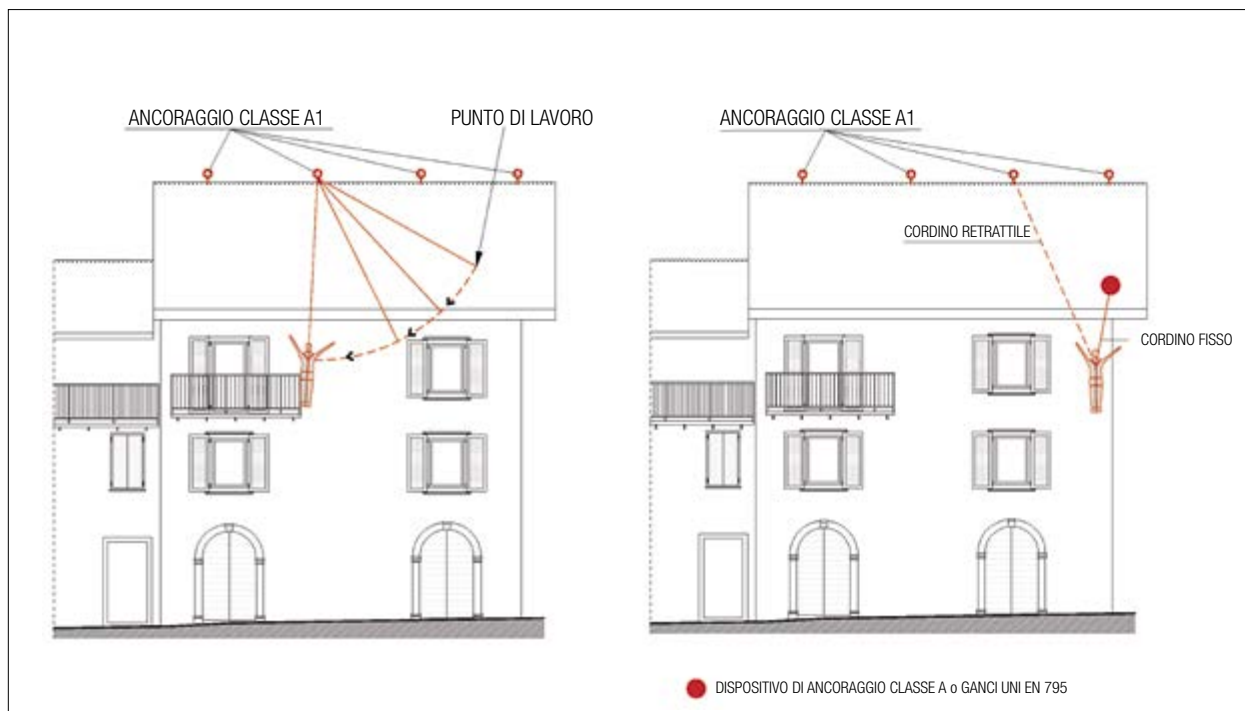 ANCORAGGIO CLASSE A1
PUNTO DI LAVORO
ANCORAGGIO CLASSE A1
CORDINO RETRATTILE
CORDINO FISSO
DISPOSITIVO DI ANCORAGGIO CLASSE A o GANCI UNI EN 795